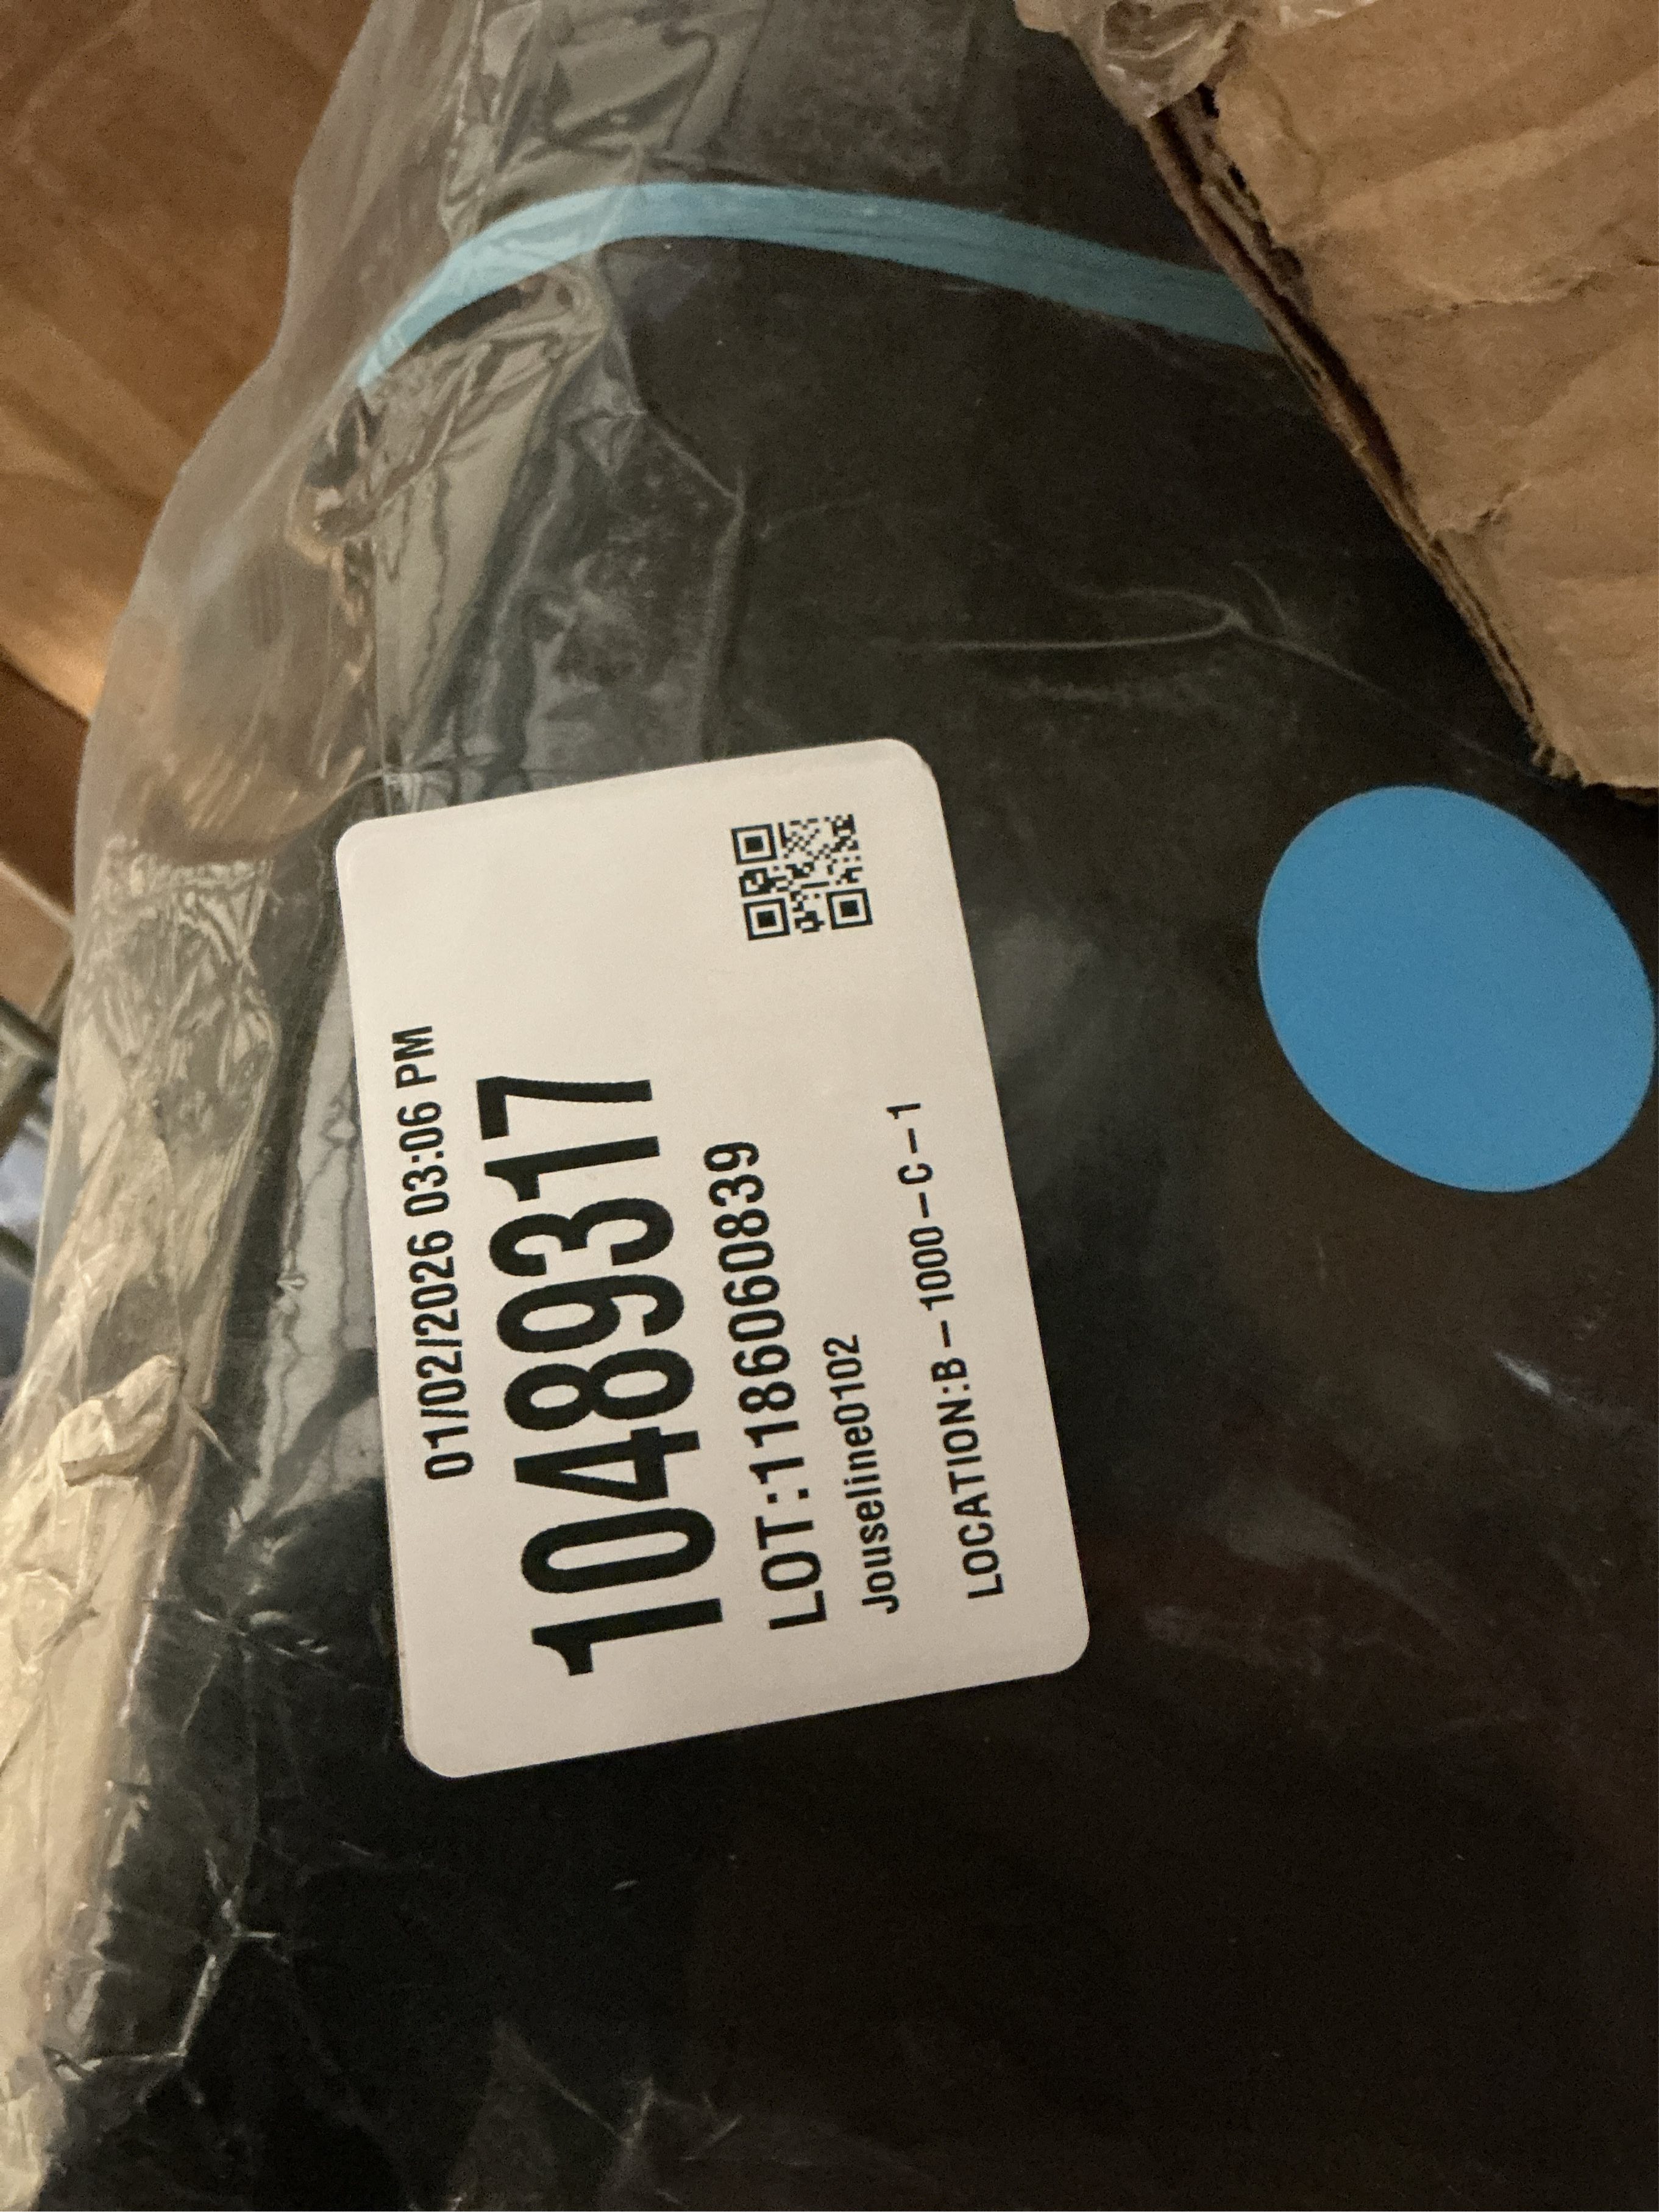 01/02/2026 03:06 PM
10489317
LOT:1186060839
Jouseline0102
LOCATION:B-1000-C-1